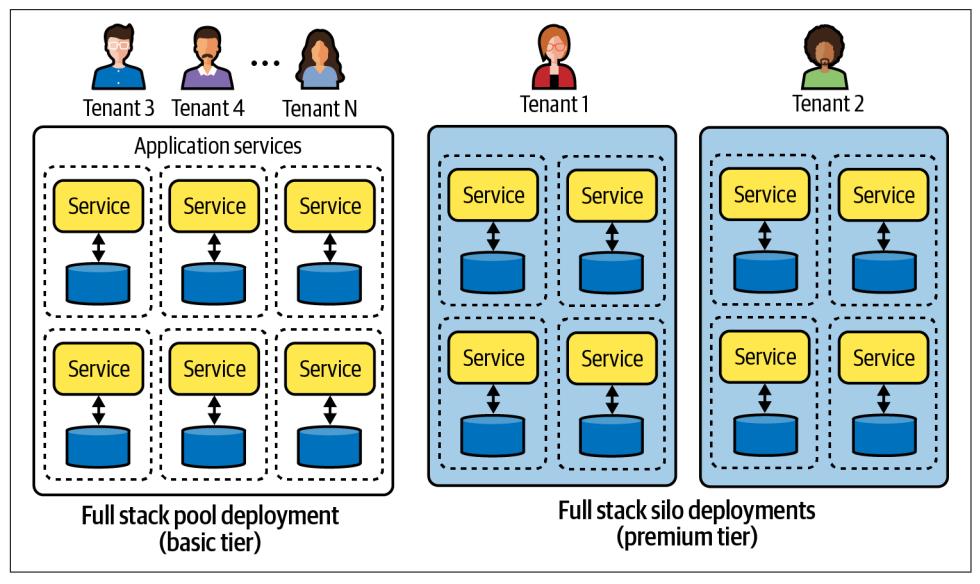 Tenant 3 Tenant 4 ... Tenant N
Application services
Service Service Service
Service Service Service
Full stack pool deployment
(basic tier)
Tenant 1
Service Service
Service Service
Tenant 2
Service Service
Service Service
Full stack silo deployments
(premium tier)